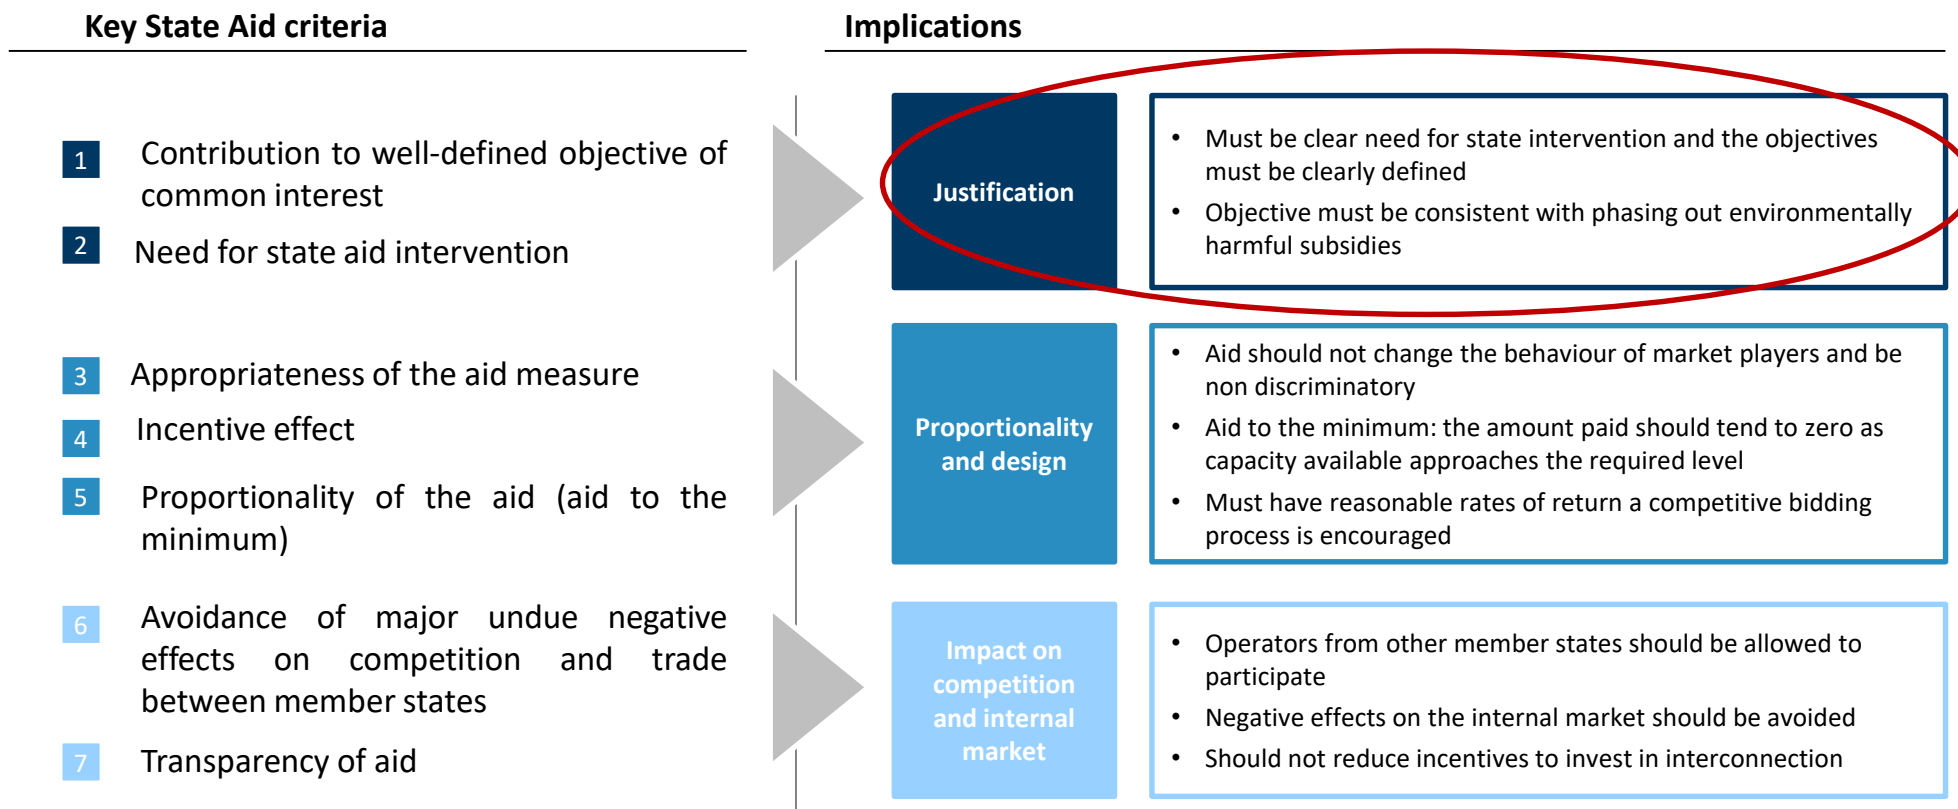 Key State Aid criteria
Implications
1
Contribution to well-defined objective of
common interest
2
Need for state aid intervention
Justification
• Must be clear need for state intervention and the objectives
must be clearly defined
• Objective must be consistent with phasing out environmentally
harmful subsidies
3
Appropriateness of the aid measure
4
Incentive effect
5
Proportionality of the aid (aid to the
minimum)
Proportionality
and design
• Aid should not change the behaviour of market players and be
non discriminatory
• Aid to the minimum: the amount paid should tend to zero as
capacity available approaches the required level
• Must have reasonable rates of return a competitive bidding
process is encouraged
6
Avoidance of major undue negative
effects on competition and trade
between member states
7
Transparency of aid
Impact on
competition
and internal
market
• Operators from other member states should be allowed to
participate
• Negative effects on the internal market should be avoided
• Should not reduce incentives to invest in interconnection